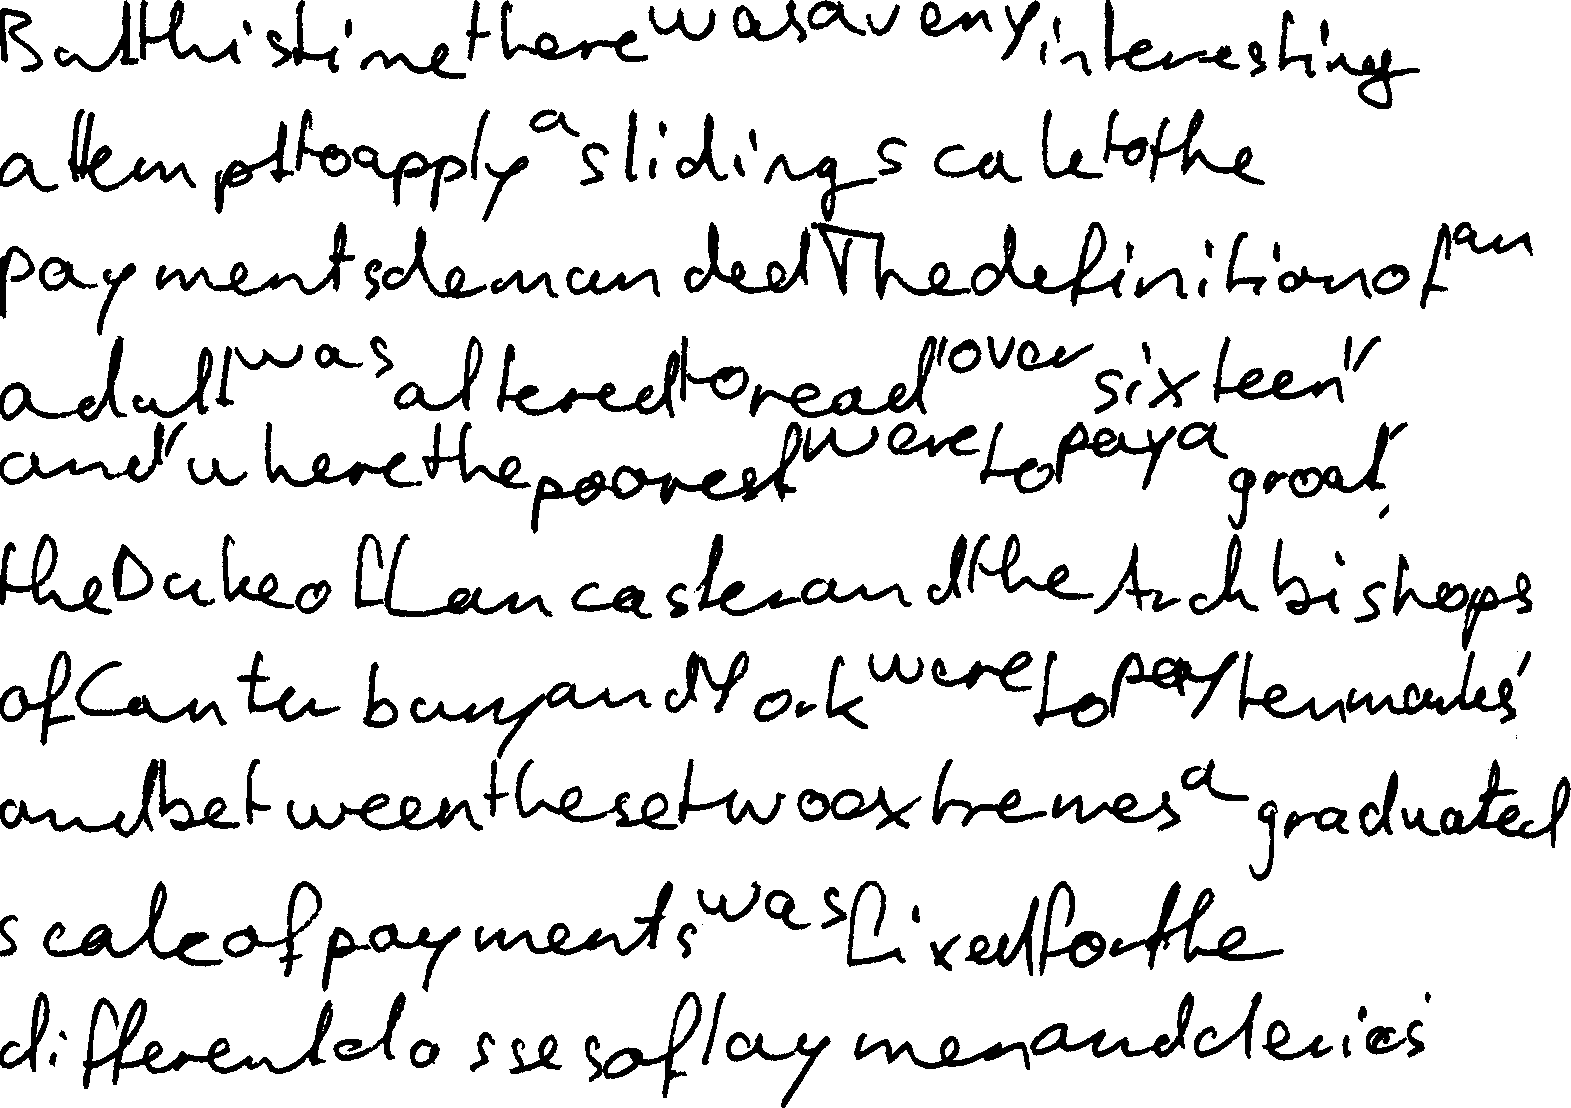 But this time there was a very interesting
attempt to apply a sliding scale to the
payments demanded The definition of an
adult was altered to read "over sixteen"
and "where the poorest were to pay a groat",
the Duke of Lancaster and the Archbishops
of Canterbury and York were to pay ten marks'
and between these two extremes a graduated
scale of payments was fixed for the
different classes of laymen and clerics